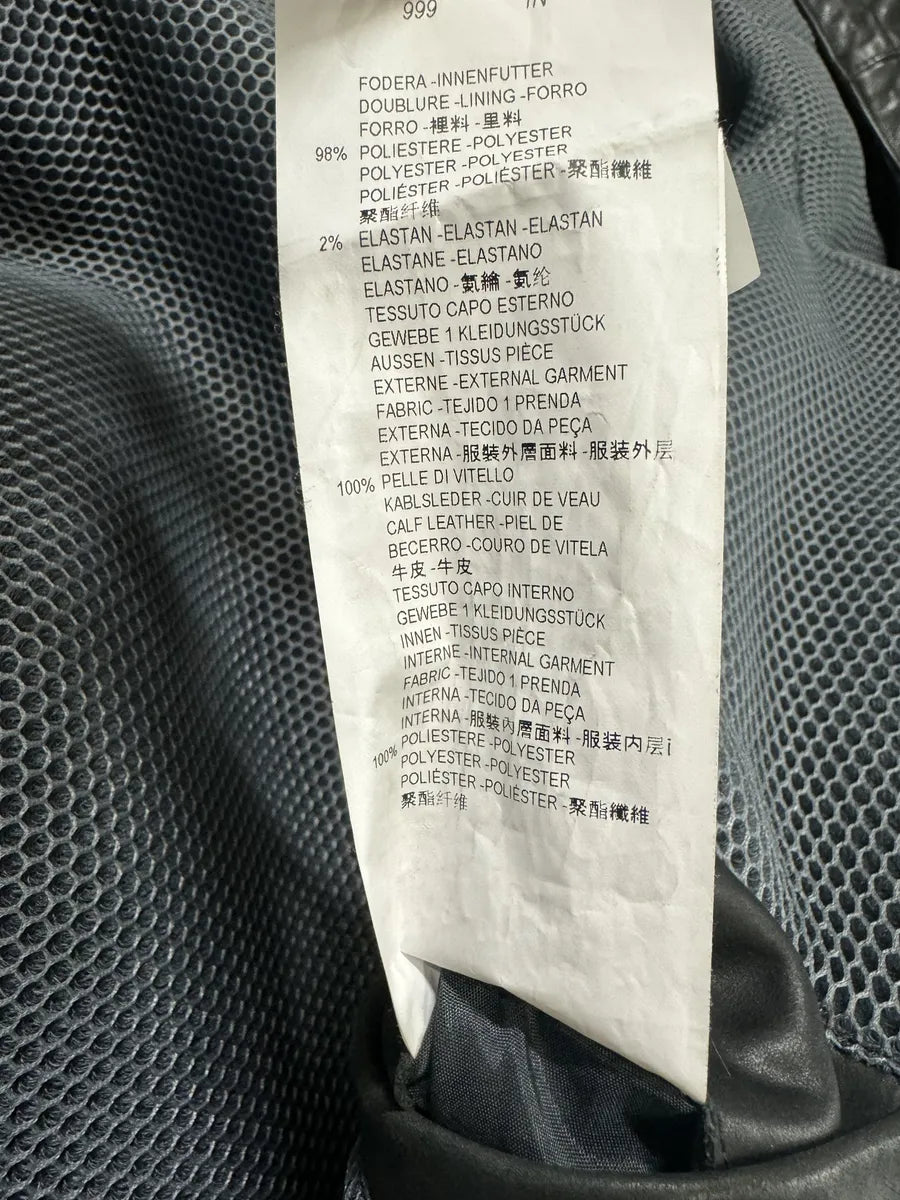 999 IN
FODERA -INNENFUTTER
DOUBLURE -LINING -FORRO
FORRO -裡料 -里料
98% POLIESTERE -POLYESTER
POLYESTER -POLYESTER
POLIÉSTER -POLIÉSTER -聚酯纖維
聚酯纤维
2% ELASTAN -ELASTAN -ELASTAN
ELASTANE -ELASTANO
ELASTANO -氨綸 -氨纶
TESSUTO CAPO ESTERNO
GEWEBE 1 KLEIDUNGSSTÜCK
AUSSEN -TISSUS PIÈCE
EXTERNE -EXTERNAL GARMENT
FABRIC -TEJIDO 1 PRENDA
EXTERNA -TECIDO DA PEÇA
EXTERNA -服裝外層面料 -服装外层
100% PELLE DI VITELLO
KABLSLEDER -CUIR DE VEAU
CALF LEATHER -PIEL DE
BECERRO -COURO DE VITELA
牛皮 -牛皮
TESSUTO CAPO INTERNO
GEWEBE 1 KLEIDUNGSSTÜCK
INNEN -TISSUS PIÈCE
INTERNE -INTERNAL GARMENT
FABRIC -TEJIDO 1 PRENDA
INTERNA -TECIDO DA PEÇA
INTERNA -服裝內層面料 -服装内层
100% POLIESTERE -POLYESTER
POLYESTER -POLYESTER
POLIÉSTER -POLIÉSTER -聚酯纖維
聚酯纤维